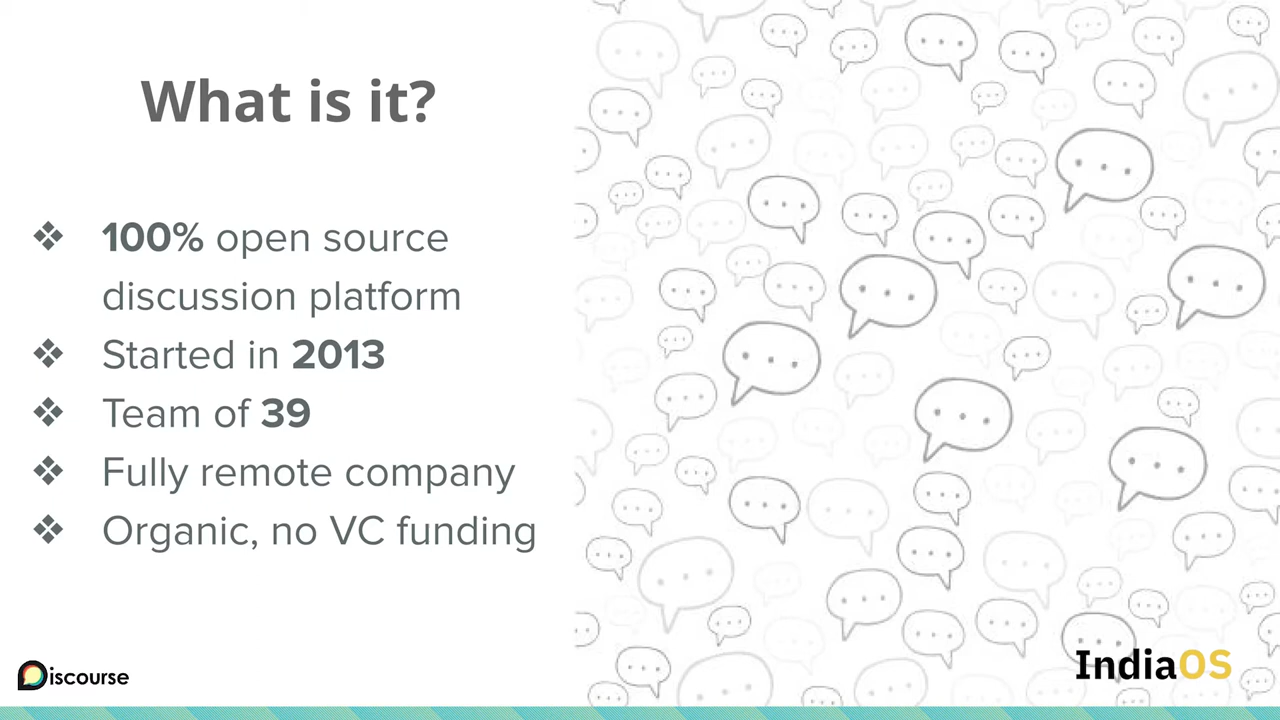 What is it?
❖ 100% open source
discussion platform
❖ Started in 2013
❖ Team of 39
❖ Fully remote company
❖ Organic, no VC funding
Discourse
IndiaOS